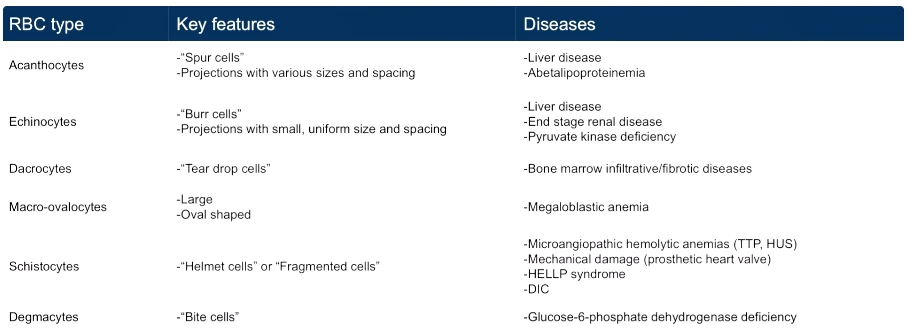 RBC type Key features Diseases
Acanthocytes
-“Spur cells”
-Projections with various sizes and spacing
-Liver disease
-Abetalipoproteinemia
Echinocytes
-“Burr cells”
-Projections with small, uniform size and spacing
-Liver disease
-End stage renal disease
-Pyruvate kinase deficiency
Dacrocytes
-“Tear drop cells”
-Bone marrow infiltrative/fibrotic diseases
Macro-ovalocytes
-Large
-Oval shaped
-Megaloblastic anemia
Schistocytes
-“Helmet cells” or “Fragmented cells”
-Microangiopathic hemolytic anemias (TTP, HUS)
-Mechanical damage (prosthetic heart valve)
-HELLP syndrome
-DIC
Degmacytes
-“Bite cells”
-Glucose-6-phosphate dehydrogenase deficiency